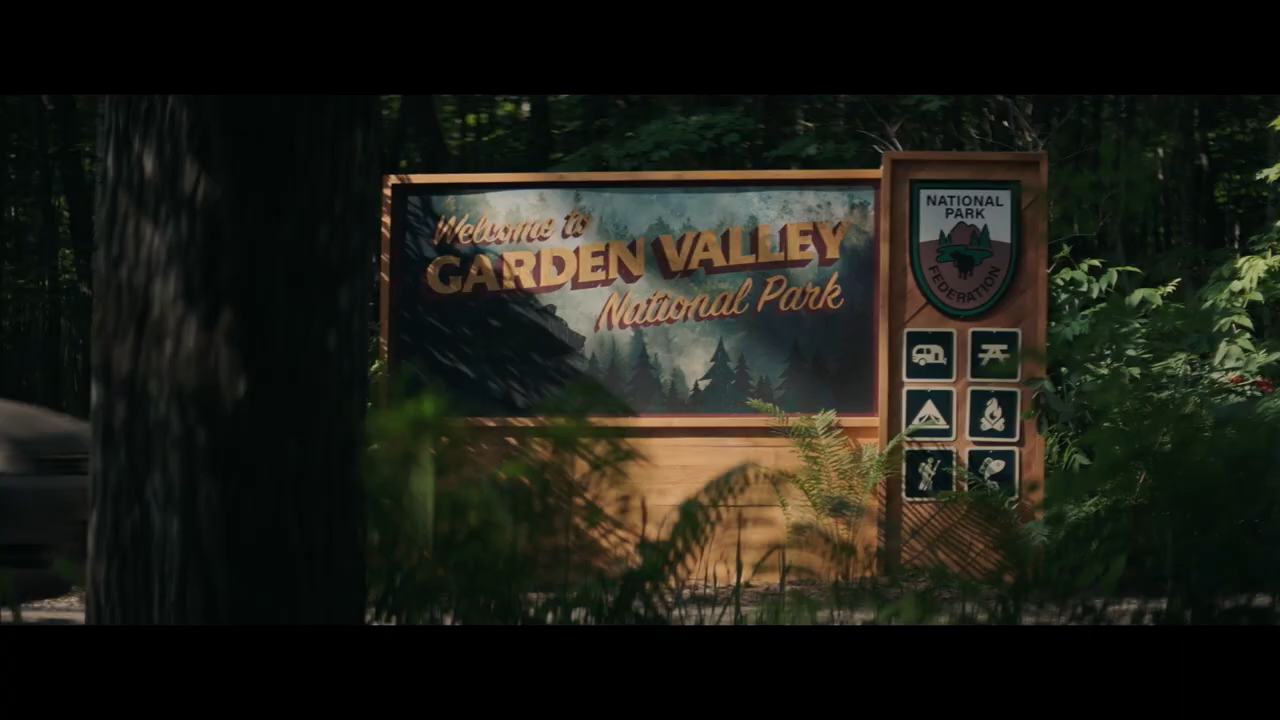 Welcome to
GARDEN VALLEY
National Park
NATIONAL
PARK
FEDERATION